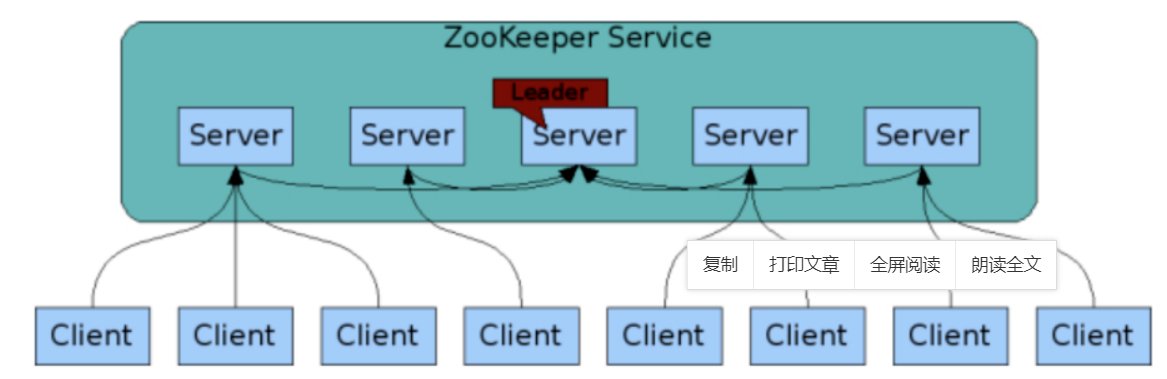 ZooKeeper Service
Leader
Server Server Server Server Server
复制 打印文章 全屏阅读 朗读全文
Client Client Client Client Client Client Client Client